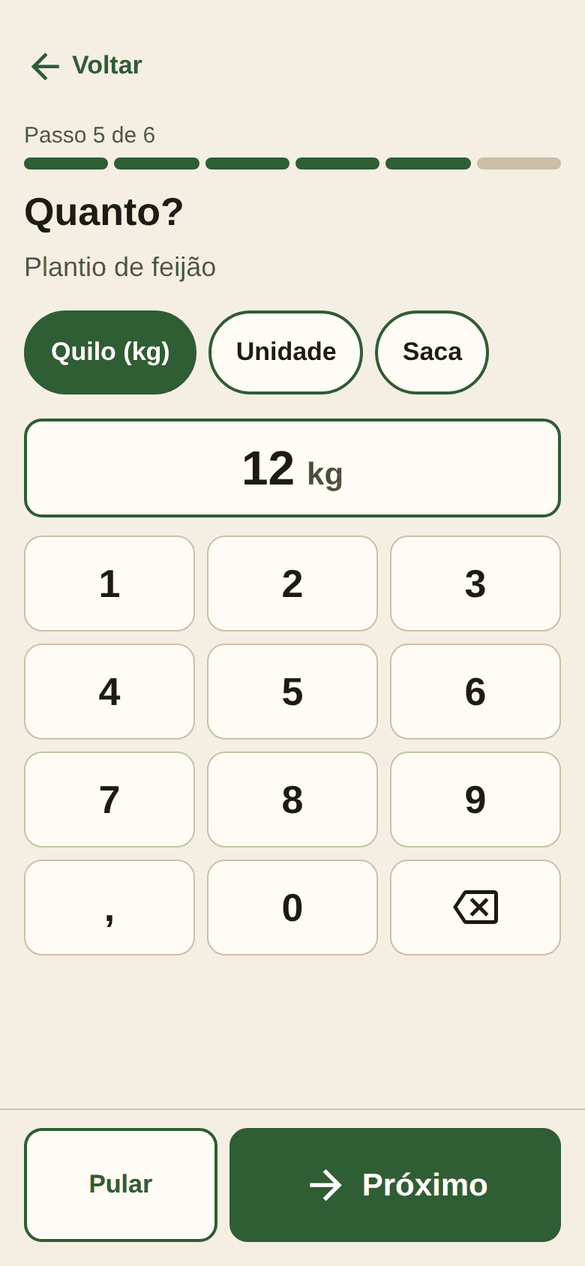 Voltar
Passo 5 de 6
Quanto?
Plantio de feijão
Quilo (kg) Unidade Saca
12 kg
1 2 3
4 5 6
7 8 9
, 0
Pular Próximo